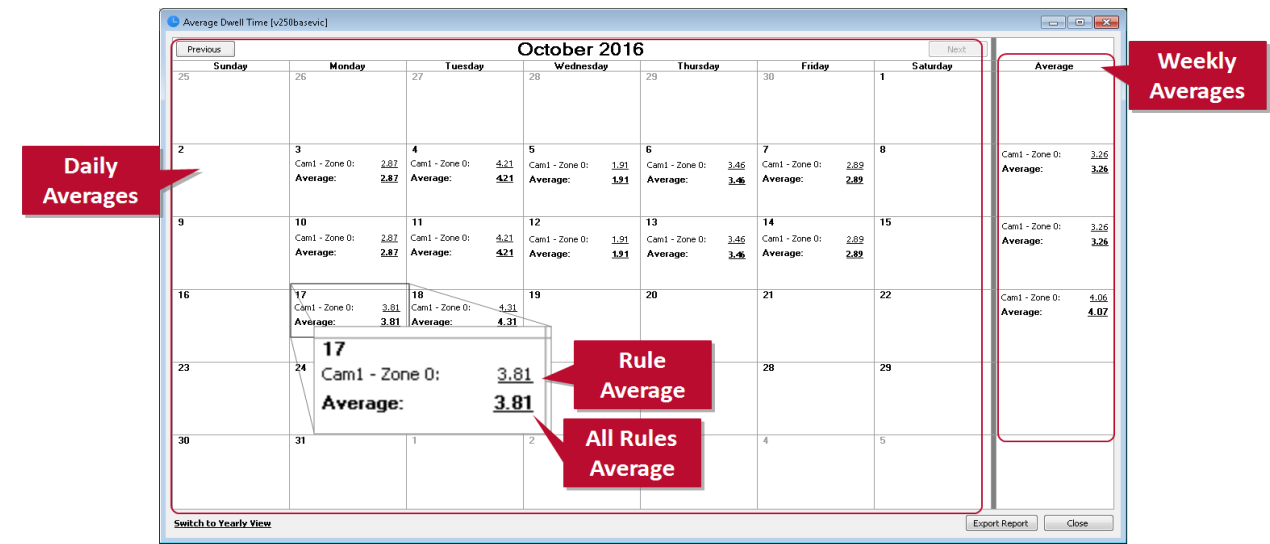 Average Dwell Time [v250basevic]
Previous
October 2016
Next
Sunday Monday Tuesday Wednesday Thursday Friday Saturday Average
Weekly
Averages
25 26 27 28 29 30 1
Daily
Averages
2 3 4 5 6 7 8
Cam1 - Zone 0: 2.87 Cam1 - Zone 0: 4.21 Cam1 - Zone 0: 1.91 Cam1 - Zone 0: 3.46 Cam1 - Zone 0: 2.89 Cam1 - Zone 0: 3.26
Average: 2.87 Average: 4.21 Average: 1.91 Average: 3.46 Average: 2.89 Average: 3.26
9 10 11 12 13 14 15
Cam1 - Zone 0: 2.87 Cam1 - Zone 0: 4.21 Cam1 - Zone 0: 1.91 Cam1 - Zone 0: 3.46 Cam1 - Zone 0: 2.89 Cam1 - Zone 0: 3.26
Average: 2.87 Average: 4.21 Average: 1.91 Average: 3.46 Average: 2.89 Average: 3.26
16 17 18 19 20 21 22
Cam1 - Zone 0: 3.81 Cam1 - Zone 0: 4.31 Cam1 - Zone 0: 4.06
Average: 3.81 Average: 4.31 Average: 4.07
17
Cam1 - Zone 0: 3.81
Average: 3.81
Rule
Average
All Rules
Average
23 24 28 29
30 31 1 2 4 5
Switch to Yearly View
Export Report
Close